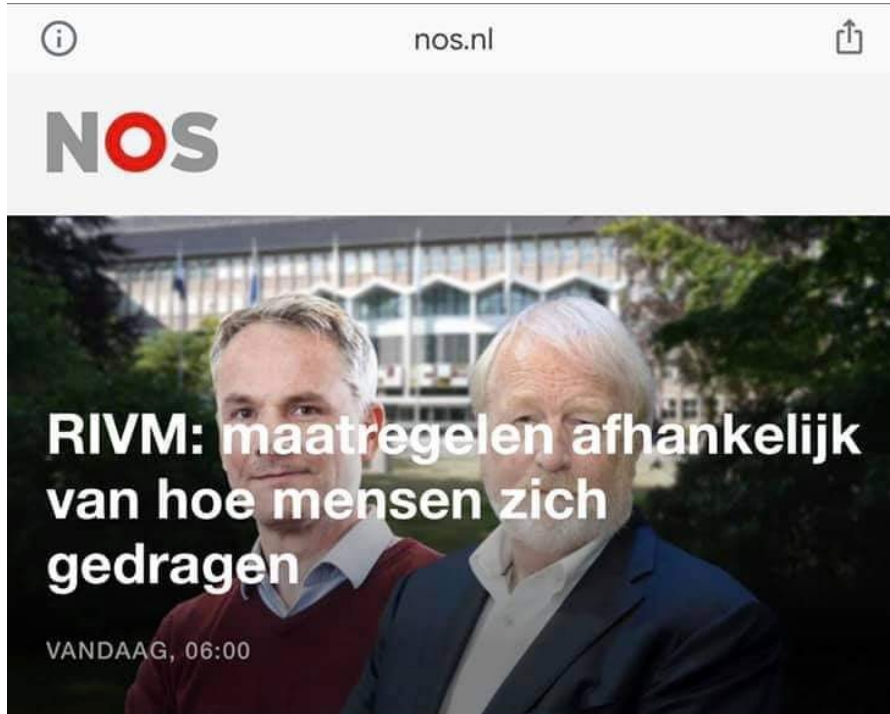 nos.nl
NOS
RIVM: maatregelen afhankelijk
van hoe mensen zich
gedragen
VANDAAG, 06:00